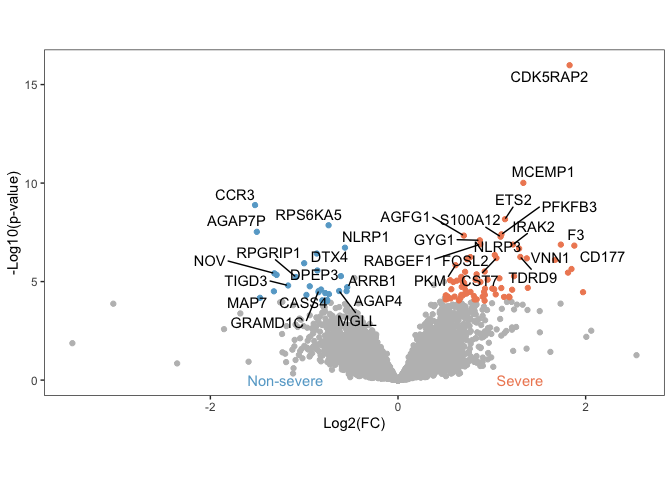 CDK5RAP2
MCEMP1
ETS2
PFKFB3
CCR3
AGAP7P
RPS6KA5
AGFG1
S100A12
IRAK2
F3
NLRP1
GYG1
NLRP3
RPGRIP1
DTX4
RABGEF1
FOSL2
VNN1
CD177
NOV
DPEP3
TIGD3
ARRB1
PKM
CST7
TDRD9
MAP7
CASS4
AGAP4
GRAMD1C
MGLL
Non-severe
Severe
15
10
5
0
-2
0
2
-Log10(p-value)
Log2(FC)